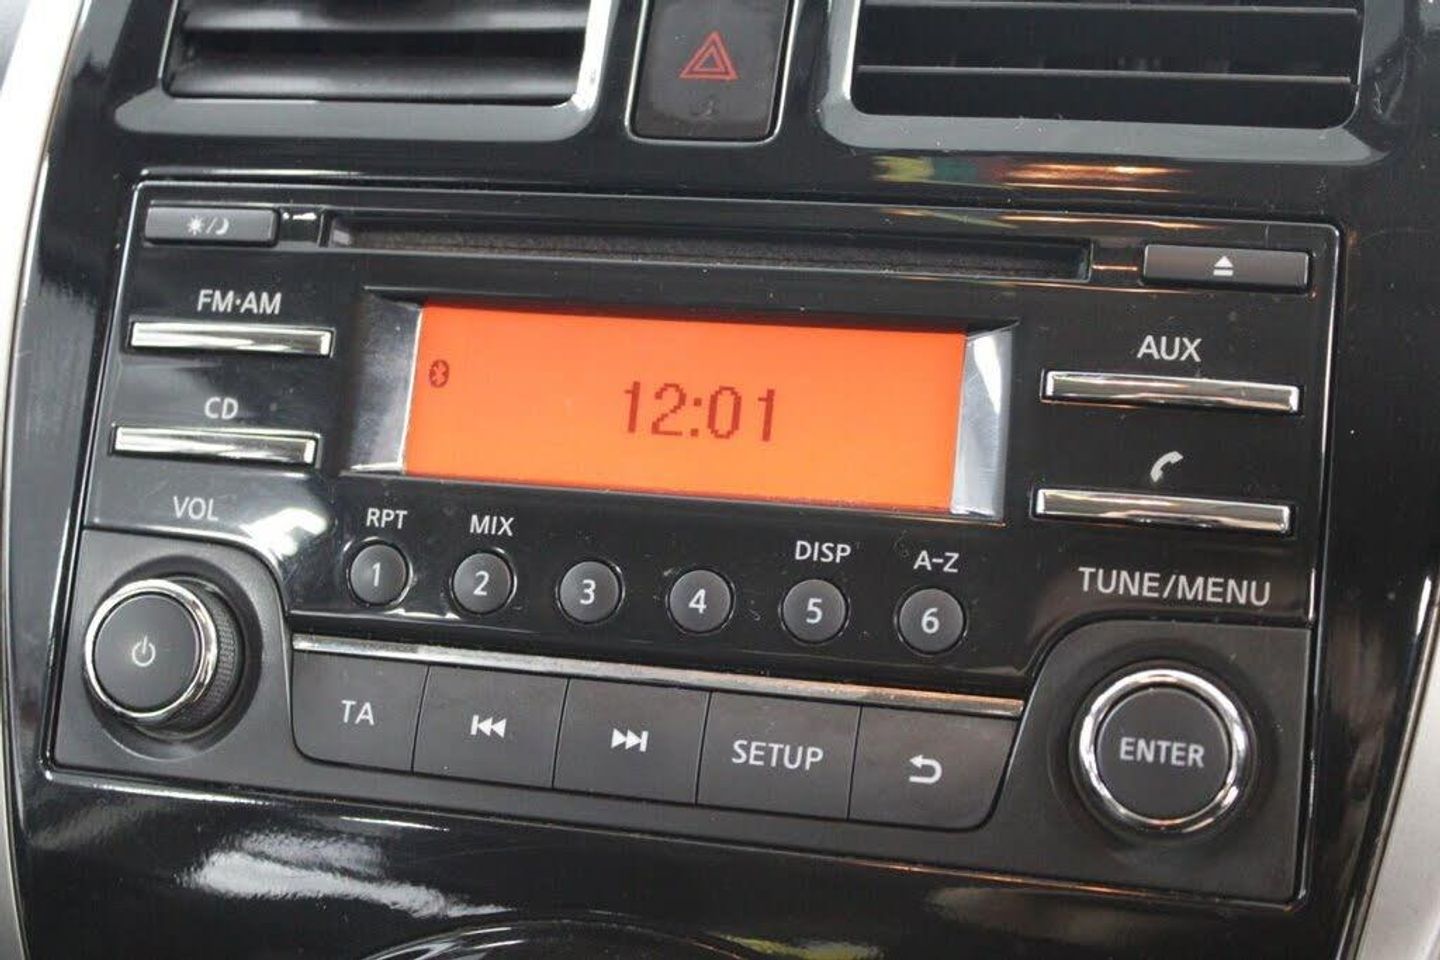 FM·AM
CD
VOL
12:01
AUX
RPT
MIX
DISP
A-Z
1
2
3
4
5
6
TUNE/MENU
TA
SETUP
ENTER